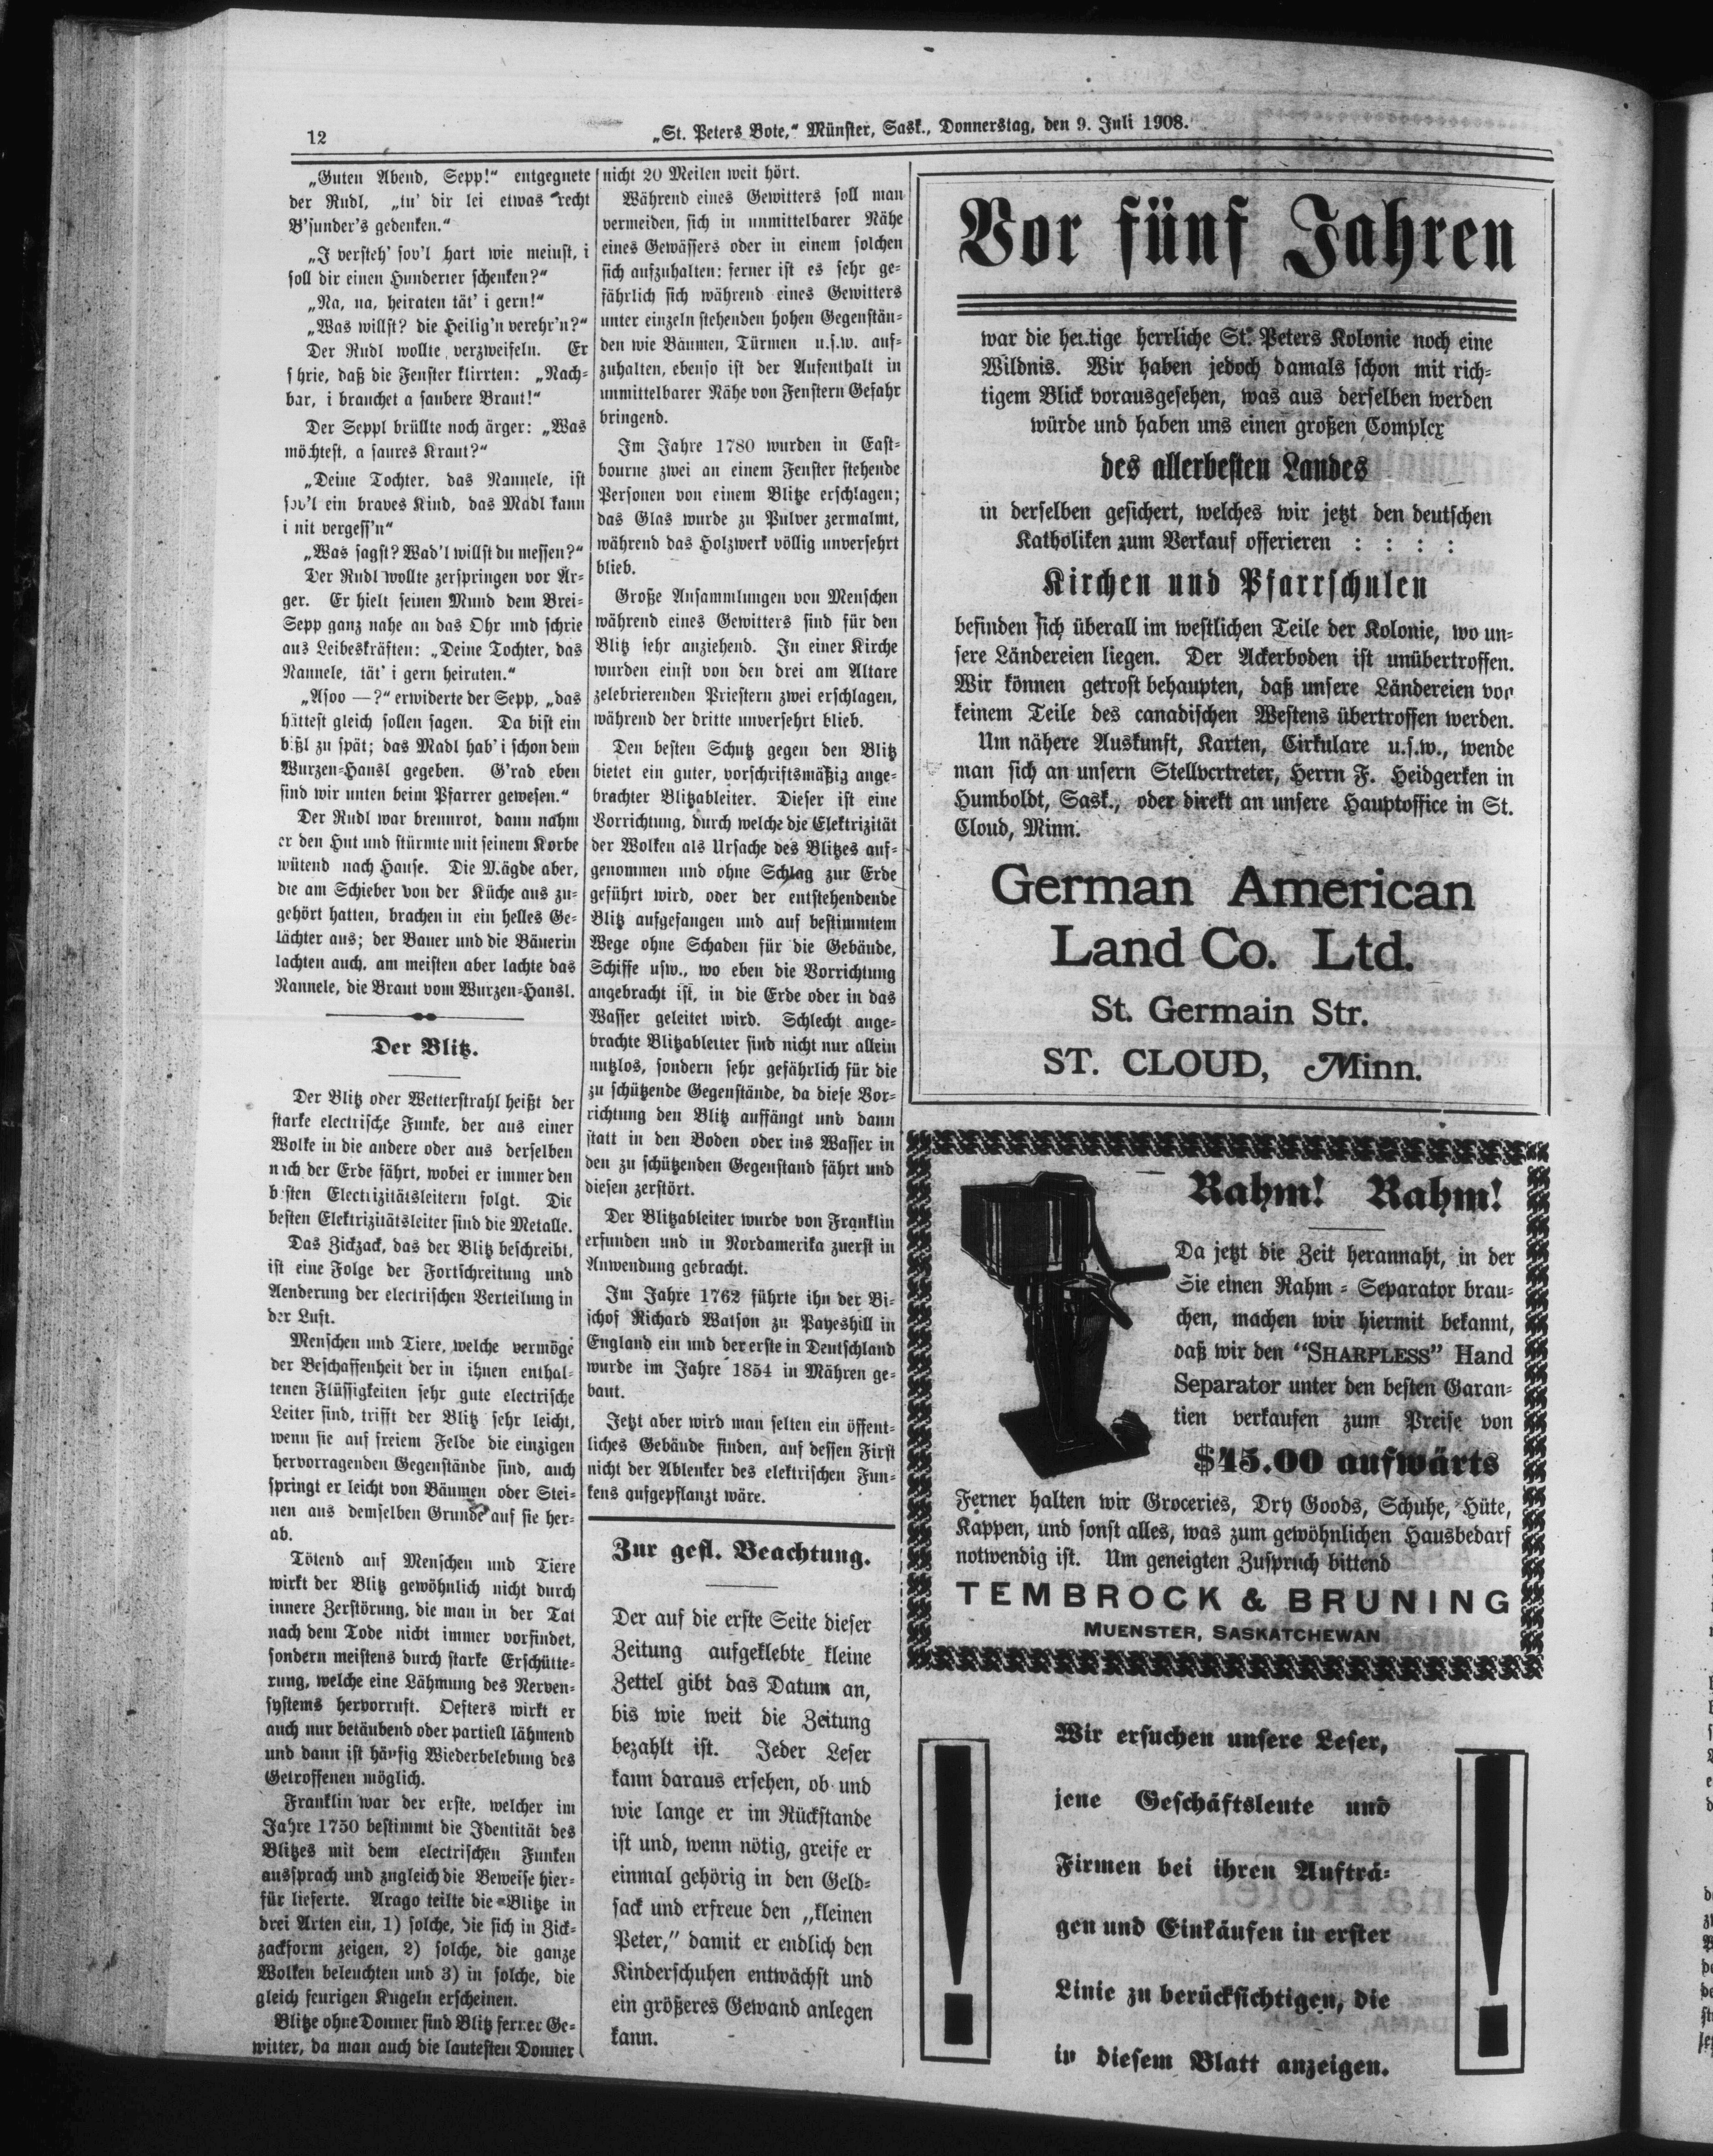 12
„St. Peters Bote,“ Münster, Sask., Donnerstag, den 9. Juli 1908.
„Guten Abend, Sepp!“ entgegnete
der Rudl, „tu' dir lei etwas recht
B'sunder's gedenken.“
„I versteh' sov'l hart wie meinst, i
soll dir einen Hunderter schenken?“
„Na, na, heiraten tät' i gern!“
„Was willst? die Heilig'n verehr'n?“
Der Rudl wollte verzweifeln. Er
schrie, daß die Fenster klirrten: „Nach-
bar, i brauchet a saubere Braut!“
Der Seppl brüllte noch ärger: „Was
möchtest, a saures Kraut?“
„Deine Tochter, das Nannele, ist
sov'l ein braves Kind, das Madl kann
i nit vergess'n“
„Was sagst? Wad'l willst du messen?“
Der Rudl wollte zerspringen vor Är-
ger. Er hielt seinen Mund dem Brei-
Sepp ganz nahe an das Ohr und schrie
aus Leibeskräften: „Deine Tochter, das
Nannele, tät' i gern heiraten.“
„Asoo —?“ erwiderte der Sepp, „das
hättest gleich sollen sagen. Da bist ein
bißl zu spät; das Madl hab' i schon dem
Wurzen-Hansl gegeben. G'rad eben
sind wir unten beim Pfarrer gewesen.“
Der Rudl war brennrot, dann nahm
er den Hut und stürmte mit seinem Korbe
wütend nach Hause. Die Mägde aber,
die am Schieber von der Küche aus zu-
gehört hatten, brachen in ein helles Ge-
lächter aus; der Bauer und die Bäuerin
lachten auch, am meisten aber lachte das
Nannele, die Braut vom Wurzen-Hansl.
Der Blitz.
Der Blitz oder Wetterstrahl heißt der
starke electrische Funke, der aus einer
Wolke in die andere oder aus derselben
nach der Erde fährt, wobei er immer den
besten Electrizitätsleitern folgt. Die
besten Elektrizitätsleiter sind die Metalle.
Das Zickzack, das der Blitz beschreibt,
ist eine Folge der Fortschreitung und
Aenderung der electrischen Verteilung in
der Luft.
Menschen und Tiere, welche vermöge
der Beschaffenheit der in ihnen enthal-
tenen Flüssigkeiten sehr gute electrische
Leiter sind, trifft der Blitz sehr leicht,
wenn sie auf freiem Felde die einzigen
hervorragenden Gegenstände sind, auch
springt er leicht von Bäumen oder Stei-
nen aus demselben Grunde auf sie her-
ab.
Tötend auf Menschen und Tiere
wirkt der Blitz gewöhnlich nicht durch
innere Zerstörung, die man in der Tat
nach dem Tode nicht immer vorfindet,
sondern meistens durch starke Erschütte-
rung, welche eine Lähmung des Nerven-
systems hervorruft. Oefters wirkt er
auch nur betäubend oder partiell lähmend
und dann ist häufig Wiederbelebung des
Getroffenen möglich.
Franklin war der erste, welcher im
Jahre 1750 bestimmt die Identität des
Blitzes mit dem electrischen Funken
aussprach und zugleich die Beweise hier-
für lieferte. Arago teilte die Blitze in
drei Arten ein, 1) solche, die sich in Zick-
zackform zeigen, 2) solche, die ganze
Wolken beleuchten und 3) in solche, die
gleich feurigen Kugeln erscheinen.
Blitze ohne Donner sind Blitz ferner Ge-
witter, da man auch die lautesten Donner
nicht 20 Meilen weit hört.
Während eines Gewitters soll man
vermeiden, sich in unmittelbarer Nähe
eines Gewässers oder in einem solchen
sich aufzuhalten: ferner ist es sehr ge-
fährlich sich während eines Gewitters
unter einzeln stehenden hohen Gegenstän-
den wie Bäumen, Türmen u.s.w. auf-
zuhalten, ebenso ist der Aufenthalt in
unmittelbarer Nähe von Fenstern Gefahr
bringend.
Im Jahre 1780 wurden in East-
bourne zwei an einem Fenster stehende
Personen von einem Blitze erschlagen;
das Glas wurde zu Pulver zermalmt,
während das Holzwerk völlig unversehrt
blieb.
Große Ansammlungen von Menschen
während eines Gewitters sind für den
Blitz sehr anziehend. In einer Kirche
wurden einst von den drei am Altare
zelebrierenden Priestern zwei erschlagen,
während der dritte unversehrt blieb.
Den besten Schutz gegen den Blitz
bietet ein guter, vorschriftsmäßig ange-
brachter Blitzableiter. Dieser ist eine
Vorrichtung, durch welche die Elektrizität
der Wolken als Ursache des Blitzes auf-
genommen und ohne Schlag zur Erde
geführt wird, oder der entstehendende
Blitz aufgefangen und auf bestimmtem
Wege ohne Schaden für die Gebäude,
Schiffe usw., wo eben die Vorrichtung
angebracht ist, in die Erde oder in das
Wasser geleitet wird. Schlecht ange-
brachte Blitzableiter sind nicht nur allein
nutzlos, sondern sehr gefährlich für die
zu schützende Gegenstände, da diese Vor-
richtung den Blitz auffängt und dann
statt in den Boden oder ins Wasser in
den zu schützenden Gegenstand fährt und
diesen zerstört.
Der Blitzableiter wurde von Franklin
erfunden und in Nordamerika zuerst in
Anwendung gebracht.
Im Jahre 1762 führte ihn der Bi-
schof Richard Watson zu Payeshill in
England ein und der erste in Deutschland
wurde im Jahre 1854 in Mähren ge-
baut.
Jetzt aber wird man selten ein öffent-
liches Gebäude finden, auf dessen First
nicht der Ablenker des elektrischen Fun-
kens aufgepflanzt wäre.
Zur gefl. Beachtung.
Der auf die erste Seite dieser
Zeitung aufgeklebte kleine
Zettel gibt das Datum an,
bis wie weit die Zeitung
bezahlt ist. Jeder Leser
kann daraus ersehen, ob und
wie lange er im Rückstande
ist und, wenn nötig, greife er
einmal gehörig in den Geld-
sack und erfreue den „kleinen
Peter,“ damit er endlich den
Kinderschuhen entwächst und
ein größeres Gewand anlegen
kann.
Vor fünf Jahren
war die heutige herrliche St. Peters Kolonie noch eine
Wildnis. Wir haben jedoch damals schon mit rich-
tigem Blick vorausgesehen, was aus derselben werden
würde und haben uns einen großen Complex
des allerbesten Landes
in derselben gesichert, welches wir jetzt den deutschen
Katholiken zum Verkauf offerieren : : : :
Kirchen und Pfarrschulen
befinden sich überall im westlichen Teile der Kolonie, wo un-
sere Ländereien liegen. Der Ackerboden ist unübertroffen.
Wir können getrost behaupten, daß unsere Ländereien von
keinem Teile des canadischen Westens übertroffen werden.
Um nähere Auskunft, Karten, Cirkulare u.s.w., wende
man sich an unsern Stellvertreter, Herrn F. Heidgerken in
Humboldt, Sask., oder direkt an unsere Hauptoffice in St.
Cloud, Minn.
German American
Land Co. Ltd.
St. Germain Str.
ST. CLOUD, Minn.
Rahm! Rahm!
Da jetzt die Zeit herannaht, in der
Sie einen Rahm-Separator brau-
chen, machen wir hiermit bekannt,
daß wir den “SHARPLESS” Hand
Separator unter den besten Garan-
tien verkaufen zum Preise von
$45.00 aufwärts
Ferner halten wir Groceries, Dry Goods, Schuhe, Hüte,
Kappen, und sonst alles, was zum gewöhnlichen Hausbedarf
notwendig ist. Um geneigten Zuspruch bittend
TEMBROCK & BRUNING
MUENSTER, SASKATCHEWAN
Wir ersuchen unsere Leser,
jene Geschäftsleute und
Firmen bei ihren Aufträ-
gen und Einkäufen in erster
Linie zu berücksichtigen, die
in diesem Blatt anzeigen.